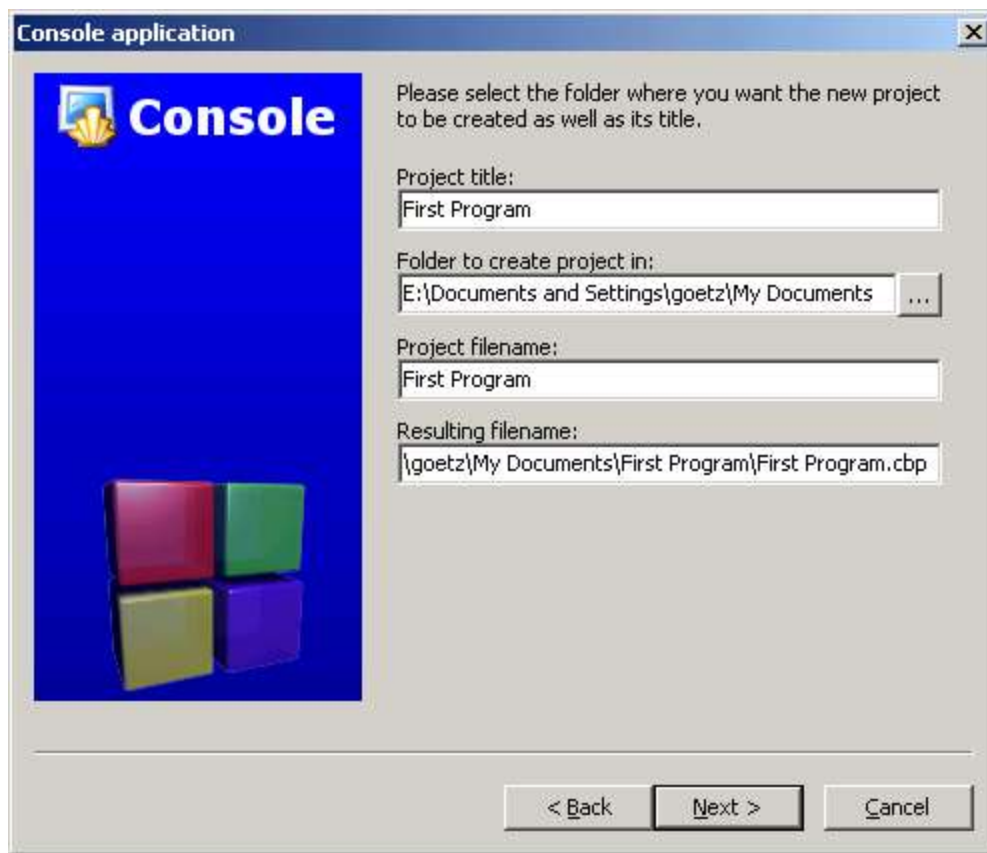 Console application
Console
Please select the folder where you want the new project
to be created as well as its title.
Project title:
First Program
Folder to create project in:
E:\Documents and Settings\goetz\My Documents
...
Project filename:
First Program
Resulting filename:
\goetz\My Documents\First Program\First Program.cbp
< Back
Next >
Cancel